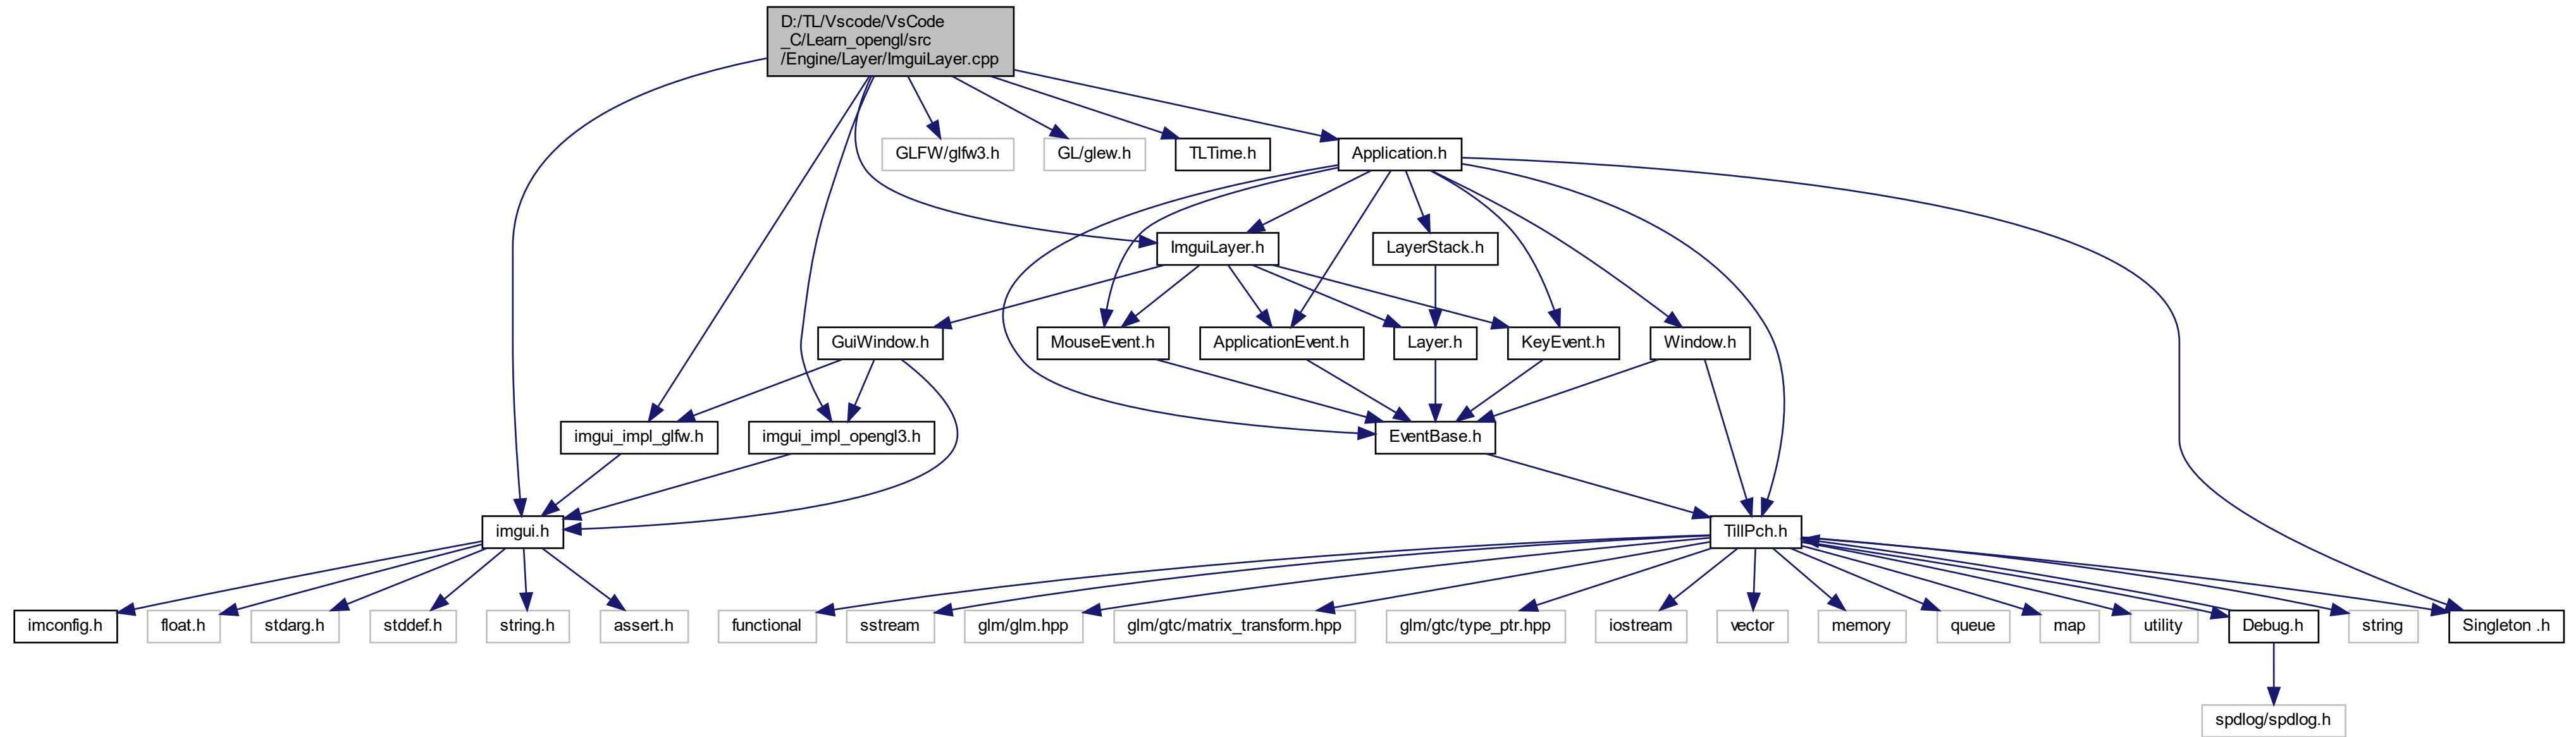 D:/TL/Vscode/VsCode
_C/Learn_opengl/src
/Engine/Layer/ImguiLayer.cpp
GLFW/glfw3.h
GL/glew.h
TLTime.h
Application.h
ImguiLayer.h
LayerStack.h
GuiWindow.h
MouseEvent.h
ApplicationEvent.h
Layer.h
KeyEvent.h
Window.h
imgui_impl_glfw.h
imgui_impl_opengl3.h
EventBase.h
imgui.h
TillPch.h
imconfig.h
float.h
stdarg.h
stddef.h
string.h
assert.h
functional
sstream
glm/glm.hpp
glm/gtc/matrix_transform.hpp
glm/gtc/type_ptr.hpp
iostream
vector
memory
queue
map
utility
Debug.h
string
Singleton .h
spdlog/spdlog.h